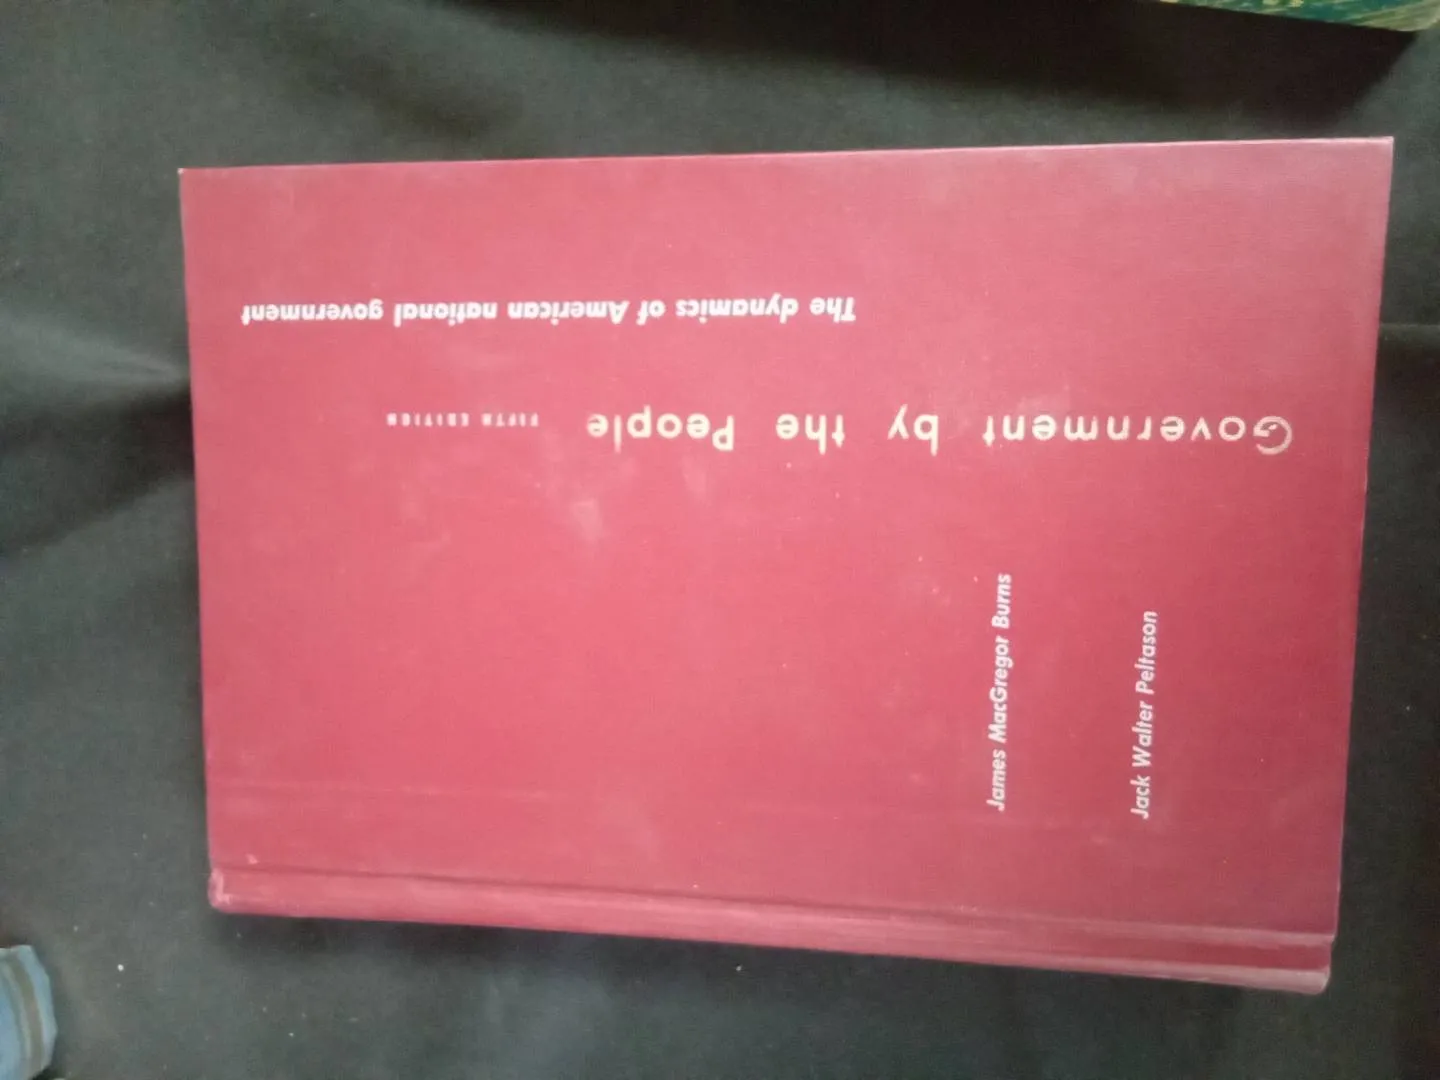 James MacGregor Burns
Jack Walter Peltason
Government by the People
FIFTH EDITION
The dynamics of American national government